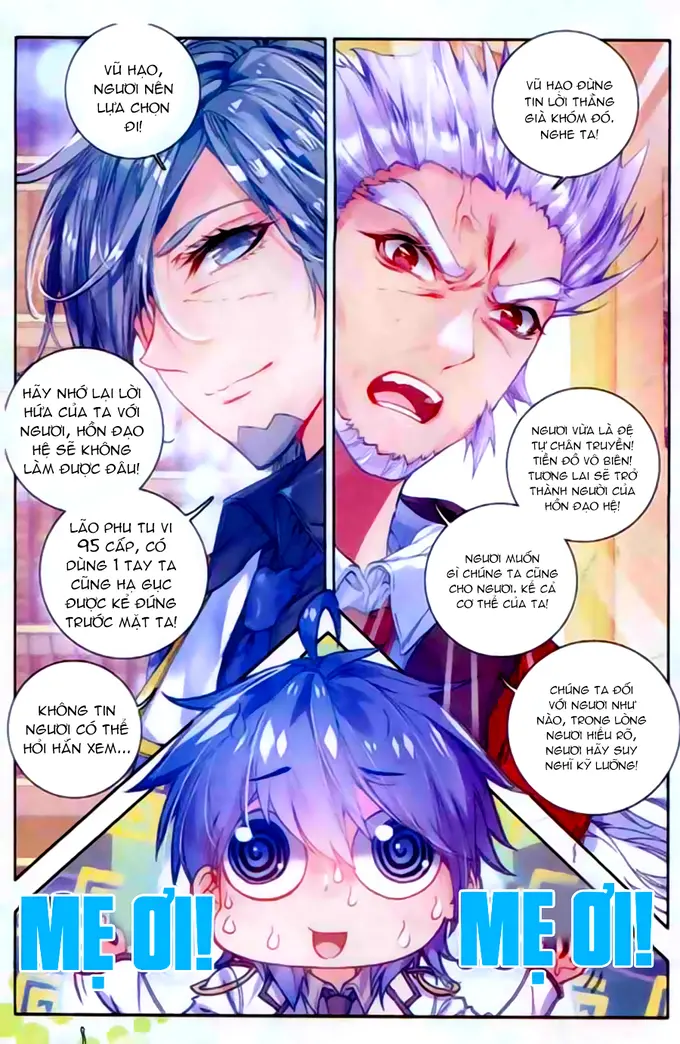 VŨ HẠO,
NGƯƠI NÊN
LỰA CHỌN
ĐI!
VŨ HẠO ĐỪNG
TIN LỜI THẰNG
GIÀ KHỐM ĐÓ.
NGHE TA!
HÃY NHỚ LẠI LỜI
HỨA CỦA TA VỚI
NGƯƠI, HỒN ĐẠO
HỆ SẼ KHÔNG
LÀM ĐƯỢC ĐÂU!
LÃO PHU TU VI
95 CẤP, CÓ
DÙNG 1 TAY TA
CŨNG HẠ GỤC
ĐƯỢC KẺ ĐỨNG
TRƯỚC MẶT TA!
KHÔNG TIN
NGƯƠI CÓ THỂ
HỎI HẮN XEM...
NGƯƠI VỪA LÀ ĐỆ
TỰ CHÂN TRUYỀN!
TIỀN ĐỒ VÔ BIÊN!
TƯƠNG LAI SẼ TRỞ
THÀNH NGƯỜI CỦA
HỒN ĐẠO HỆ!
NGƯƠI MUỐN
GÌ CHÚNG TA CŨNG
CHO NGƯƠI. KỂ CẢ
CƠ THỂ CỦA TA!
CHÚNG TA ĐỐI
VỚI NGƯƠI NHƯ
NÀO, TRONG LÒNG
NGƯƠI HIỂU RÕ,
NGƯƠI HÃY SUY
NGHĨ KỸ LƯỠNG!
MẸ ƠI!
MẸ ƠI!